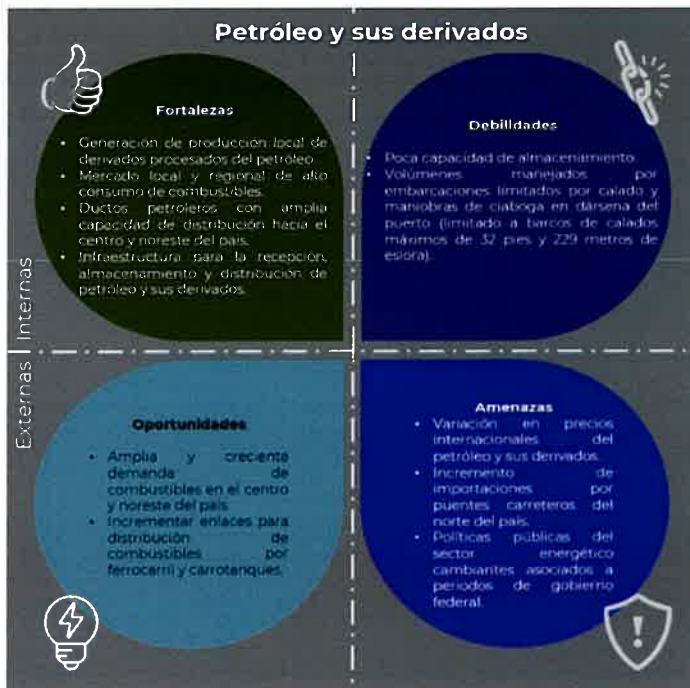 Petróleo y sus derivados
Fortalezas
• Generación de producción local de
derivados procesados del petróleo.
• Mercado local y regional de alto
consumo de combustibles.
• Ductos petroleros con amplia
capacidad de distribución hacia el
centro y noreste del país.
• Infraestructura para la recepción,
almacenamiento y distribución de
petróleo y sus derivados.
Debilidades
• Poca capacidad de almacenamiento.
• Volúmenes manejados por
embarcaciones limitados por calado y
maniobras de ciaboga en dársena del
puerto (limitado a barcos de calados
máximos de 32 pies y 229 metros de
eslora).
Internas
Externas
Oportunidades
• Amplia y creciente
demanda de
combustibles en el centro
y noreste del país.
• Incrementar enlaces para
distribución de
combustibles por
ferrocarril y carrotanques.
Amenazas
• Variación en precios
internacionales del
petróleo y sus derivados.
• Incremento de
importaciones por
puentes carreteros del
norte del país.
• Políticas públicas del
sector energético
cambiantes asociados a
periodos de gobierno
federal.